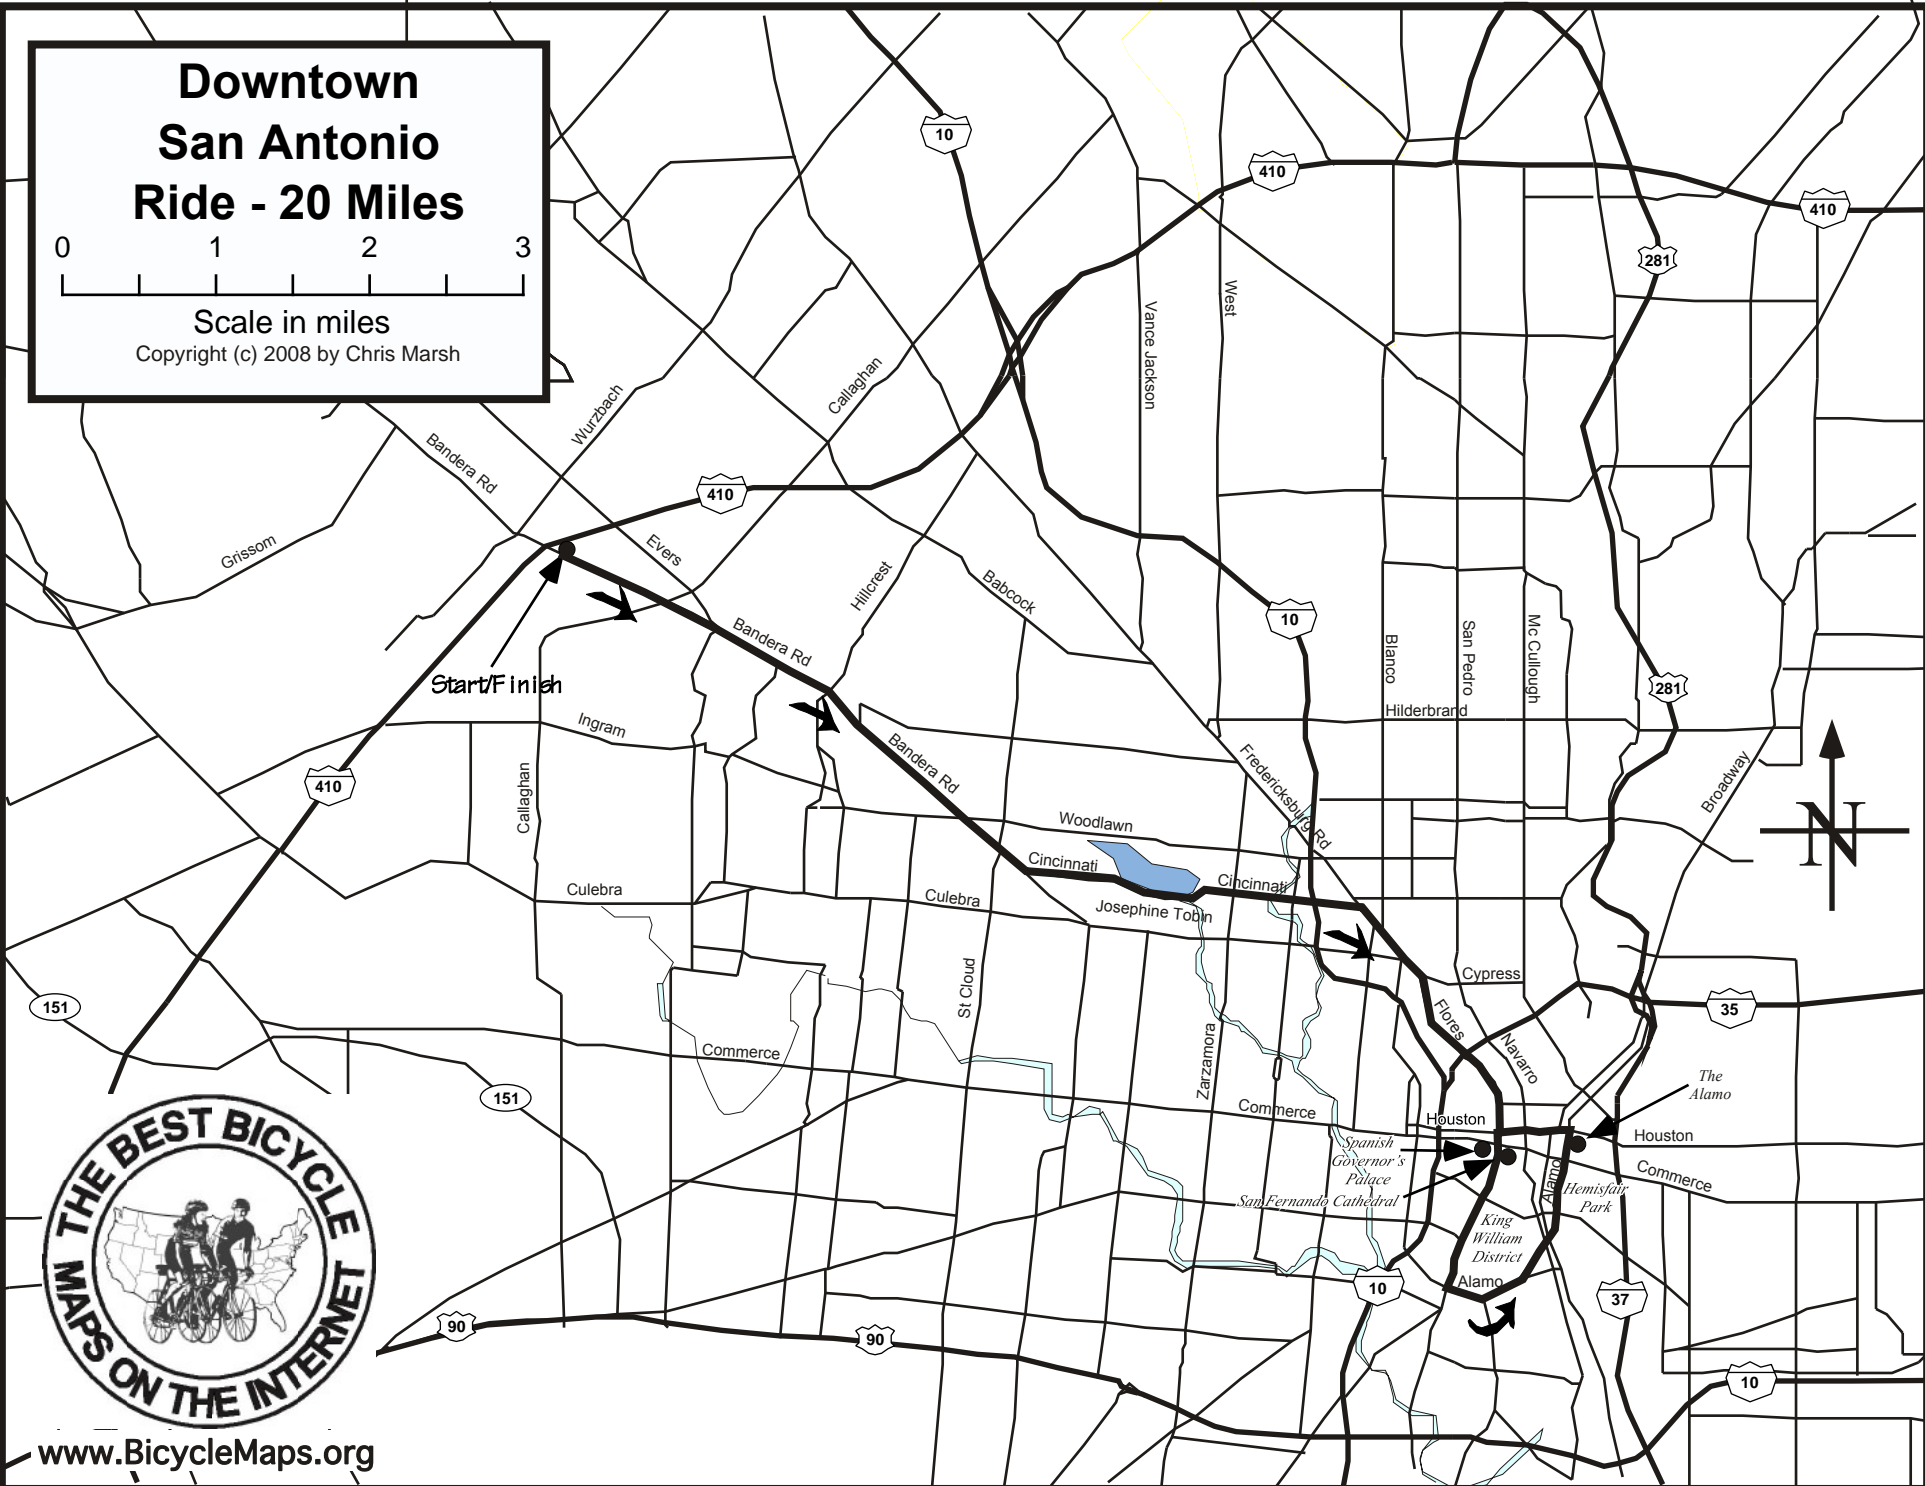 Downtown
San Antonio
Ride - 20 Miles
0 1 2 3
Scale in miles
Copyright (c) 2008 by Chris Marsh
10
410
410
281
West
Vance Jackson
Callaghan
Wurzbach
Bandera Rd
410
Grissom
Evers
Hillcrest
Babcock
10
Blanco
San Pedro
Mc Cullough
Bandera Rd
Start/Finish
281
Hilderbrand
Ingram
Bandera Rd
Fredericksburg Rd
Broadway
410
Callaghan
Woodlawn
N
Cincinnati
Cincinnati
Culebra
Culebra
Josephine Tobin
Cypress
St Cloud
151
35
Flores
Navarro
Zarzamora
Commerce
The
Alamo
151
Commerce
Houston
Houston
Spanish
Governor's
Palace
San Fernando Cathedral
Alamo
Commerce
Hemisfair
Park
King
William
District
Alamo
10
37
90
90
10
THE BEST BICYCLE
MAPS ON THE INTERNET
www.BicycleMaps.org